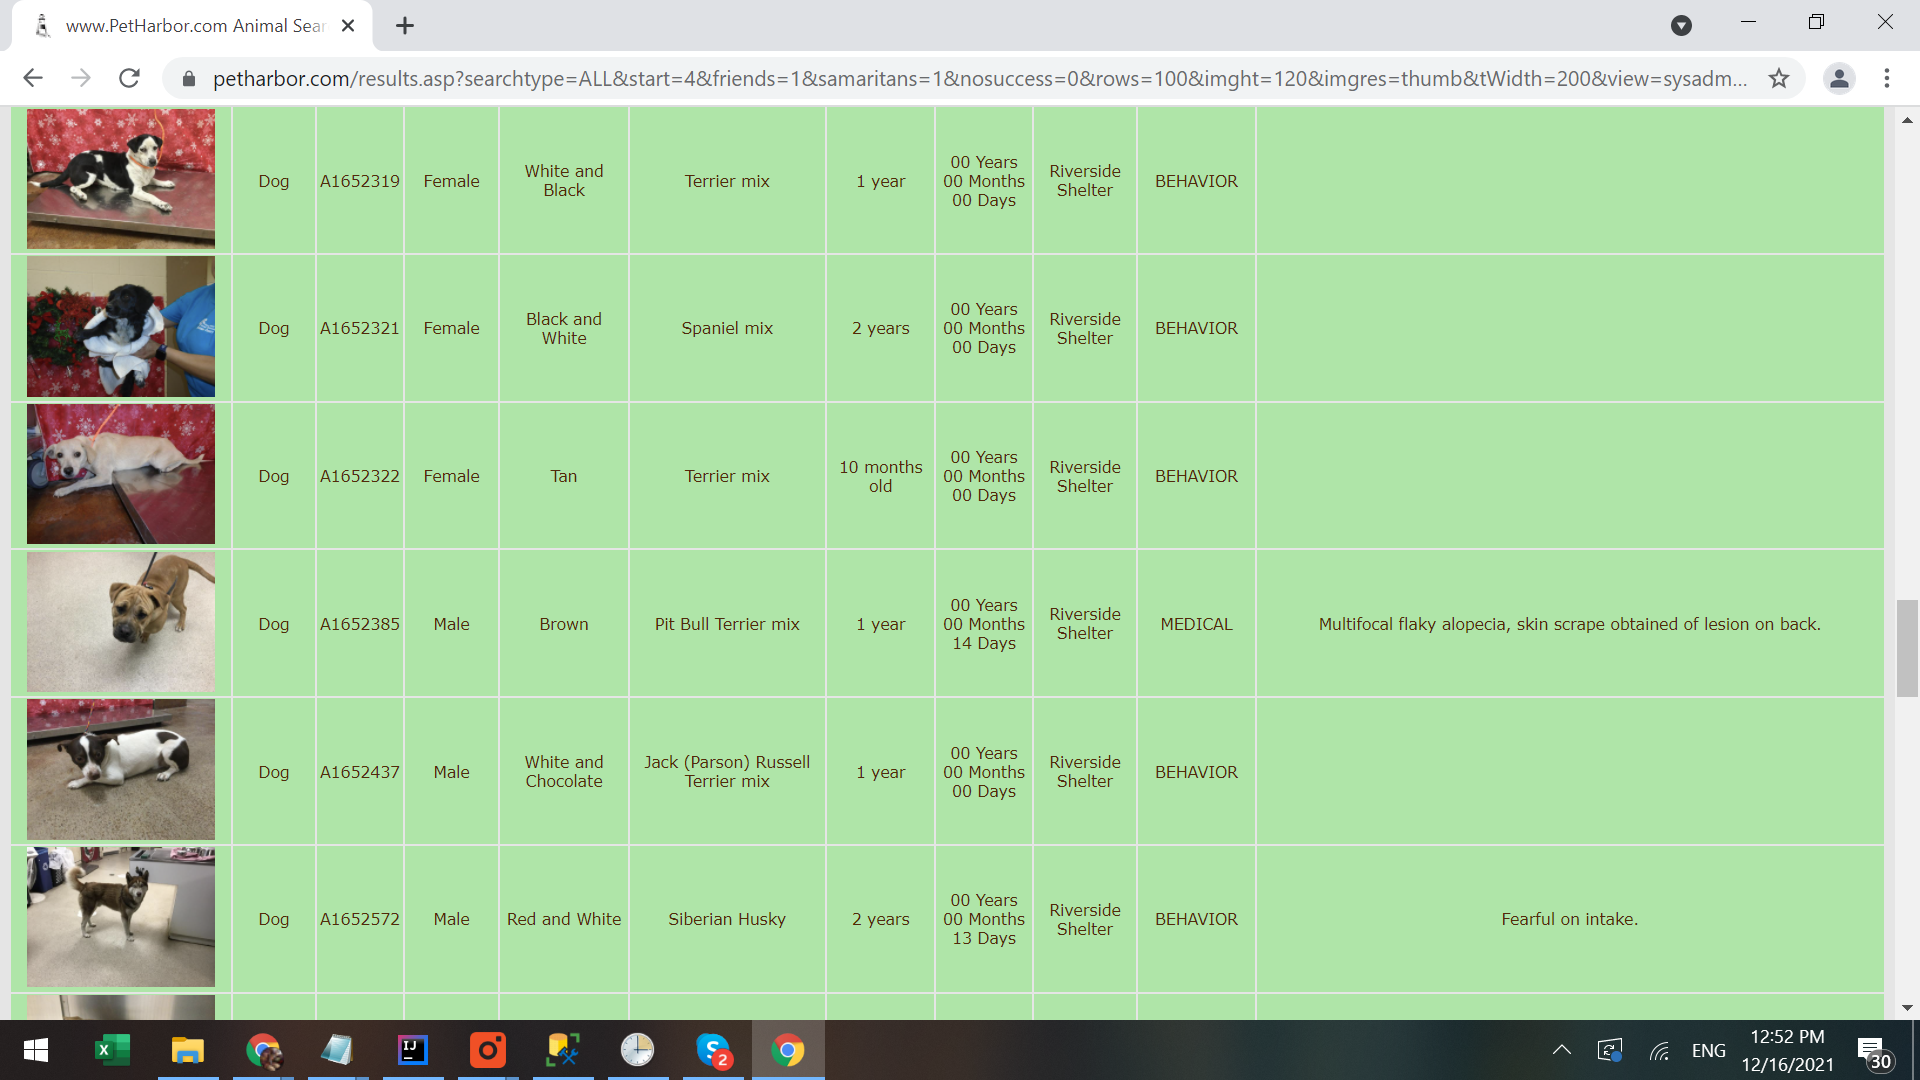 www.PetHarbor.com Animal Sear
petharbor.com/results.asp?searchtype=ALL&start=4&friends=1&samaritans=1&nosuccess=0&rows=100&imght=120&imgres=thumb&tWidth=200&view=sysadm...
Dog A1652319 Female White and Black Terrier mix 1 year 00 Years 00 Months 00 Days Riverside Shelter BEHAVIOR
Dog A1652321 Female Black and White Spaniel mix 2 years 00 Years 00 Months 00 Days Riverside Shelter BEHAVIOR
Dog A1652322 Female Tan Terrier mix 10 months old 00 Years 00 Months 00 Days Riverside Shelter BEHAVIOR
Dog A1652385 Male Brown Pit Bull Terrier mix 1 year 00 Years 00 Months 14 Days Riverside Shelter MEDICAL Multifocal flaky alopecia, skin scrape obtained of lesion on back.
Dog A1652437 Male White and Chocolate Jack (Parson) Russell Terrier mix 1 year 00 Years 00 Months 00 Days Riverside Shelter BEHAVIOR
Dog A1652572 Male Red and White Siberian Husky 2 years 00 Years 00 Months 13 Days Riverside Shelter BEHAVIOR Fearful on intake.
X
IJ
S
2
ENG
12:52 PM
12/16/2021
30